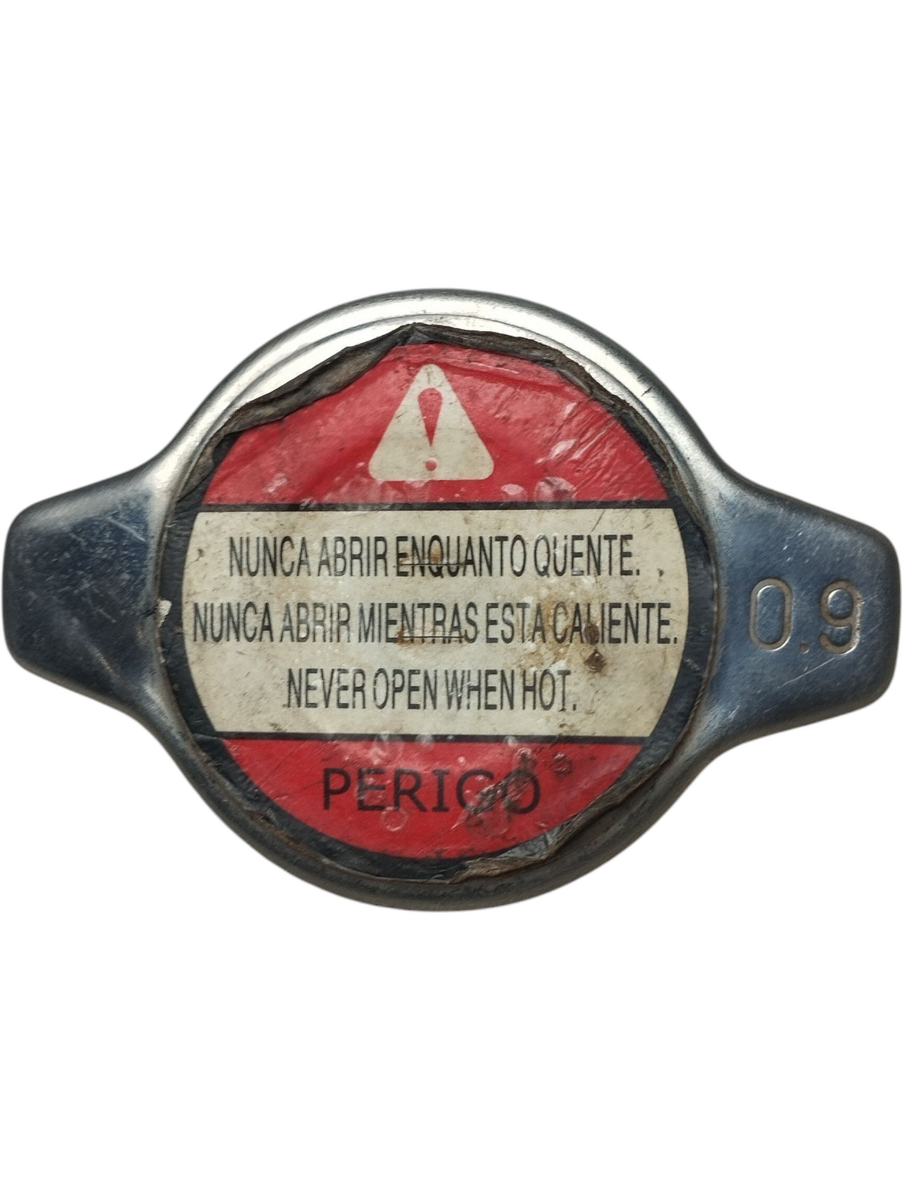 NUNCA ABRIR ENQUANTO QUENTE.
NUNCA ABRIR MIENTRAS ESTA CALIENTE.
NEVER OPEN WHEN HOT.
0.9
PERIGO